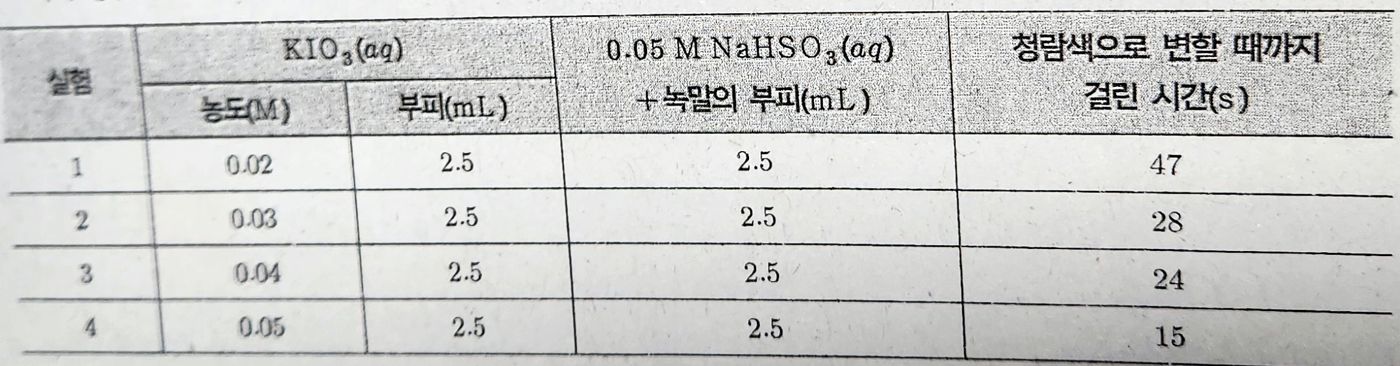 실험 KIO₃(aq) 0.05 M NaHSO₃(aq) 청람색으로 변할 때까지
농도(M) 부피(mL) +녹말의 부피(mL) 걸린 시간(s)
1 0.02 2.5 2.5 47
2 0.03 2.5 2.5 28
3 0.04 2.5 2.5 24
4 0.05 2.5 2.5 15